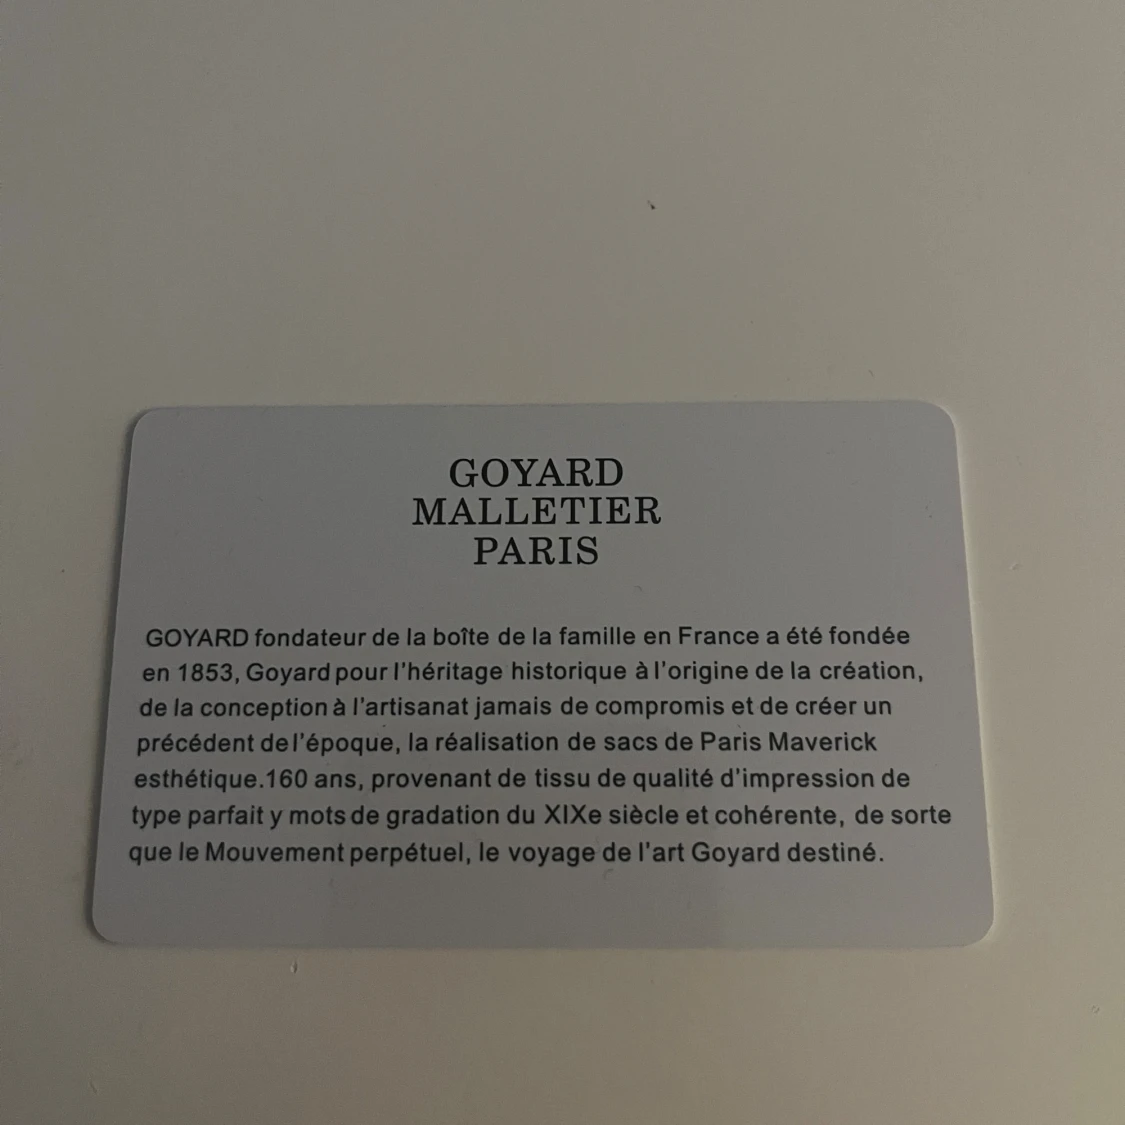 GOYARD
MALLETIER
PARIS
GOYARD fondateur de la boîte de la famille en France a été fondée
en 1853, Goyard pour l'héritage historique à l'origine de la création,
de la conception à l'artisanat jamais de compromis et de créer un
précédent de l'époque, la réalisation de sacs de Paris Maverick
esthétique.160 ans, provenant de tissu de qualité d'impression de
type parfait y mots de gradation du XIXe siècle et cohérente, de sorte
que le Mouvement perpétuel, le voyage de l'art Goyard destiné.